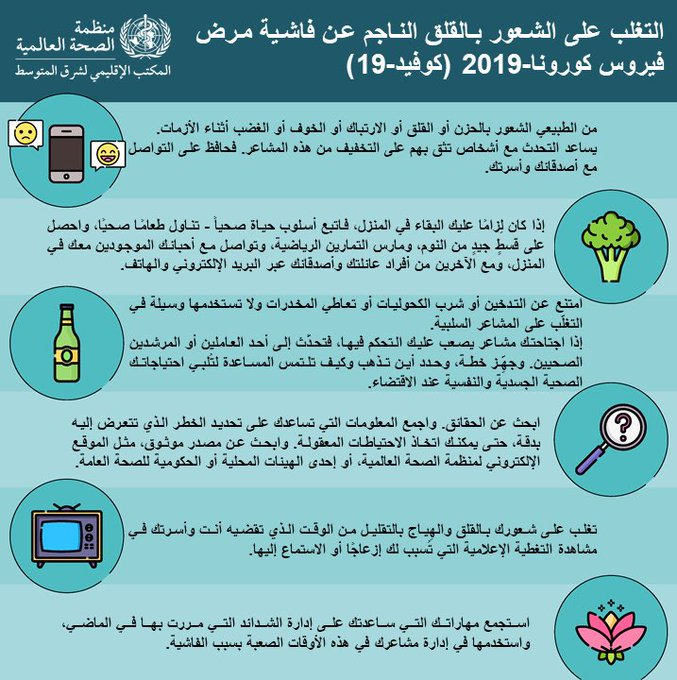 التغلب على الشعور بالقلق الناجم عن فاشية مرض
فيروس كورونا-2019 (كوفيد-19)
منظمة
الصحة العالمية
المكتب الإقليمي لشرق المتوسط
من الطبيعي الشعور بالحزن أو القلق أو الارتباك أو الخوف أو الغضب أثناء الأزمات.
يساعد التحدث مع أشخاص تثق بهم على التخفيف من هذه المشاعر. فحافظ على التواصل
مع أصدقائك وأسرتك.
إذا كان لزامًا عليك البقاء في المنزل، فاتبع أسلوب حياة صحياً - تناول طعامًا صحيًا، واحصل
على قسطٍ جيدٍ من النوم، ومارس التمارين الرياضية، وتواصل مع أحبائك الموجودين معك في
المنزل، ومع الآخرين من أفراد عائلتك وأصدقائك عبر البريد الإلكتروني والهاتف.
امتنع عن التدخين أو شرب الكحوليات أو تعاطي المخدرات ولا تستخدمها وسيلة في
التغلّب على المشاعر السلبية.
إذا اجتاحتك مشاعر يصعب عليك التحكم فيها، فتحدّث إلى أحد العاملين أو المرشدين
الصحيين. وجهّز خطة، وحدد أين تذهب وكيف تلتمس المساعدة لتُلبي احتياجاتك
الصحية الجسدية والنفسية عند الاقتضاء.
ابحث عن الحقائق. واجمع المعلومات التي تساعدك على تحديد الخطر الذي تتعرض إليه
بدقة، حتى يمكنك اتخاذ الاحتياطات المعقولة. وابحث عن مصدر موثوق، مثل الموقع
الإلكتروني لمنظمة الصحة العالمية، أو إحدى الهيئات المحلية أو الحكومية للصحة العامة.
تغلب على شعورك بالقلق والهياج بالتقليل من الوقت الذي تقضيه أنت وأسرتك في
مشاهدة التغطية الإعلامية التي تُسبب لك إزعاجًا أو الاستماع إليها.
استجمع مهاراتك التي ساعدتك على إدارة الشدائد التي مررت بها في الماضي،
واستخدمها في إدارة مشاعرك في هذه الأوقات الصعبة بسبب الفاشية.